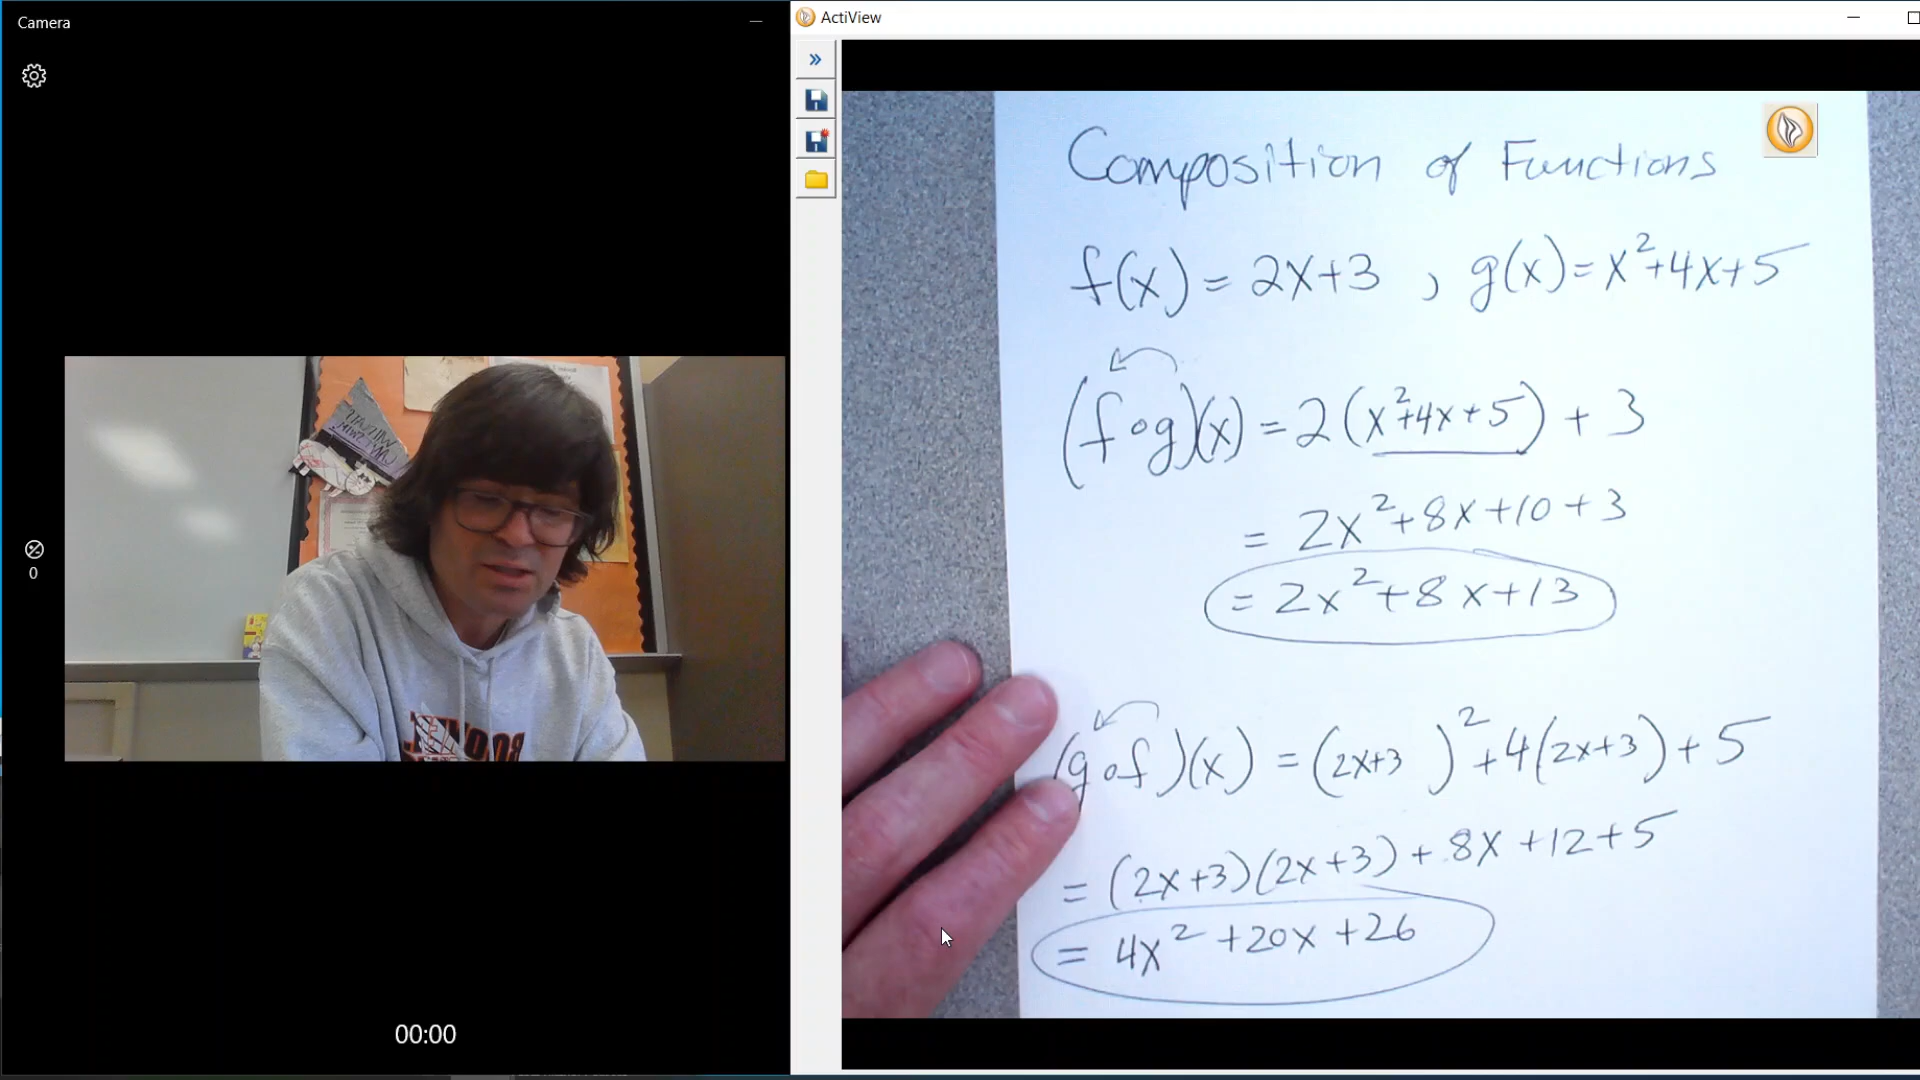 Camera
ActiView
Composition of Functions
f(x) = 2x+3 , g(x) = x²+4x+5
(f∘g)(x) = 2(x²+4x+5) + 3
= 2x²+8x+10+3
= 2x²+8x+13
(g∘f)(x) = (2x+3)²+4(2x+3)+5
= (2x+3)(2x+3)+8x+12+5
= 4x²+20x+26
0
00:00